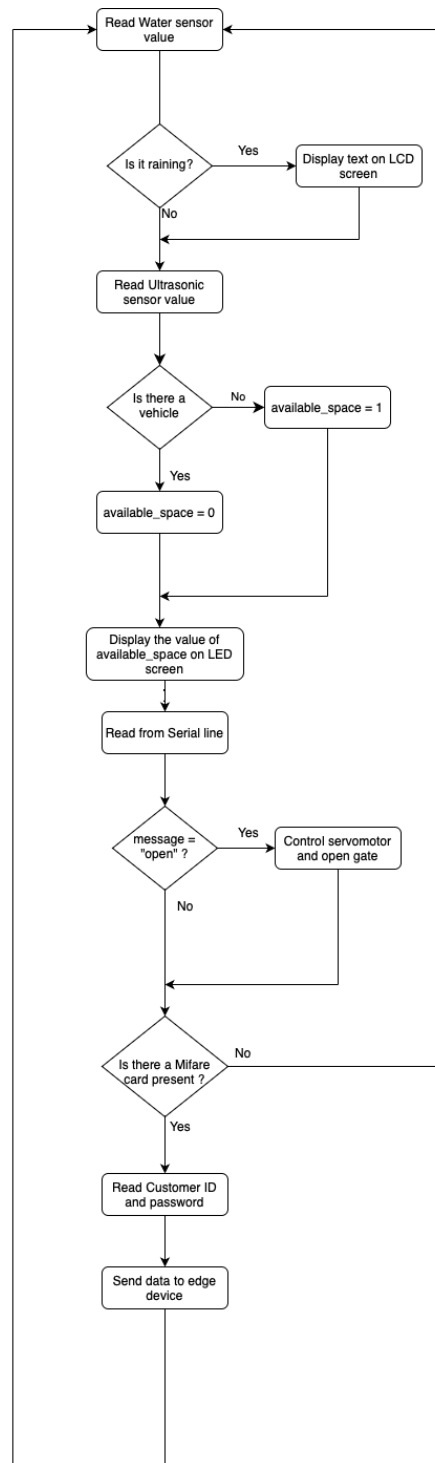 Read Water sensor
value
Is it raining?
Yes
Display text on LCD
screen
No
Read Ultrasonic
sensor value
Is there a
vehicle
No
available_space = 1
Yes
available_space = 0
Display the value of
available_space on LED
screen
Read from Serial line
message =
"open" ?
Yes
Control servomotor
and open gate
No
Is there a Mifare
card present ?
No
Yes
Read Customer ID
and password
Send data to edge
device